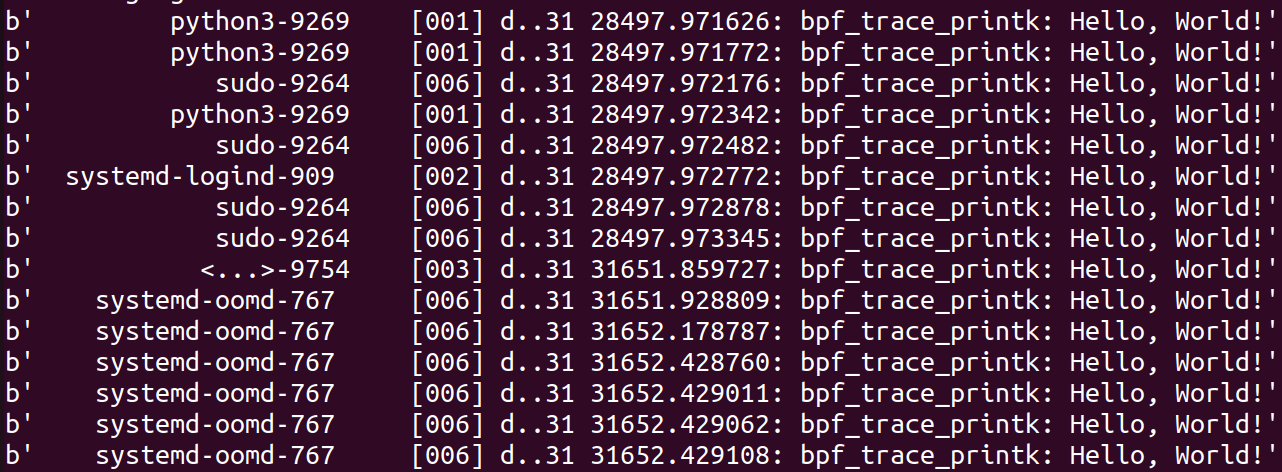 b'         python3-9269    [001] d..31 28497.971626: bpf_trace_printk: Hello, World!'
b'         python3-9269    [001] d..31 28497.971772: bpf_trace_printk: Hello, World!'
b'            sudo-9264    [006] d..31 28497.972176: bpf_trace_printk: Hello, World!'
b'         python3-9269    [001] d..31 28497.972342: bpf_trace_printk: Hello, World!'
b'            sudo-9264    [006] d..31 28497.972482: bpf_trace_printk: Hello, World!'
b'  systemd-logind-909     [002] d..31 28497.972772: bpf_trace_printk: Hello, World!'
b'            sudo-9264    [006] d..31 28497.972878: bpf_trace_printk: Hello, World!'
b'            sudo-9264    [006] d..31 28497.973345: bpf_trace_printk: Hello, World!'
b'           <...>-9754    [003] d..31 31651.859727: bpf_trace_printk: Hello, World!'
b'    systemd-oomd-767     [006] d..31 31651.928809: bpf_trace_printk: Hello, World!'
b'    systemd-oomd-767     [006] d..31 31652.178787: bpf_trace_printk: Hello, World!'
b'    systemd-oomd-767     [006] d..31 31652.428760: bpf_trace_printk: Hello, World!'
b'    systemd-oomd-767     [006] d..31 31652.429011: bpf_trace_printk: Hello, World!'
b'    systemd-oomd-767     [006] d..31 31652.429062: bpf_trace_printk: Hello, World!'
b'    systemd-oomd-767     [006] d..31 31652.429108: bpf_trace_printk: Hello, World!'